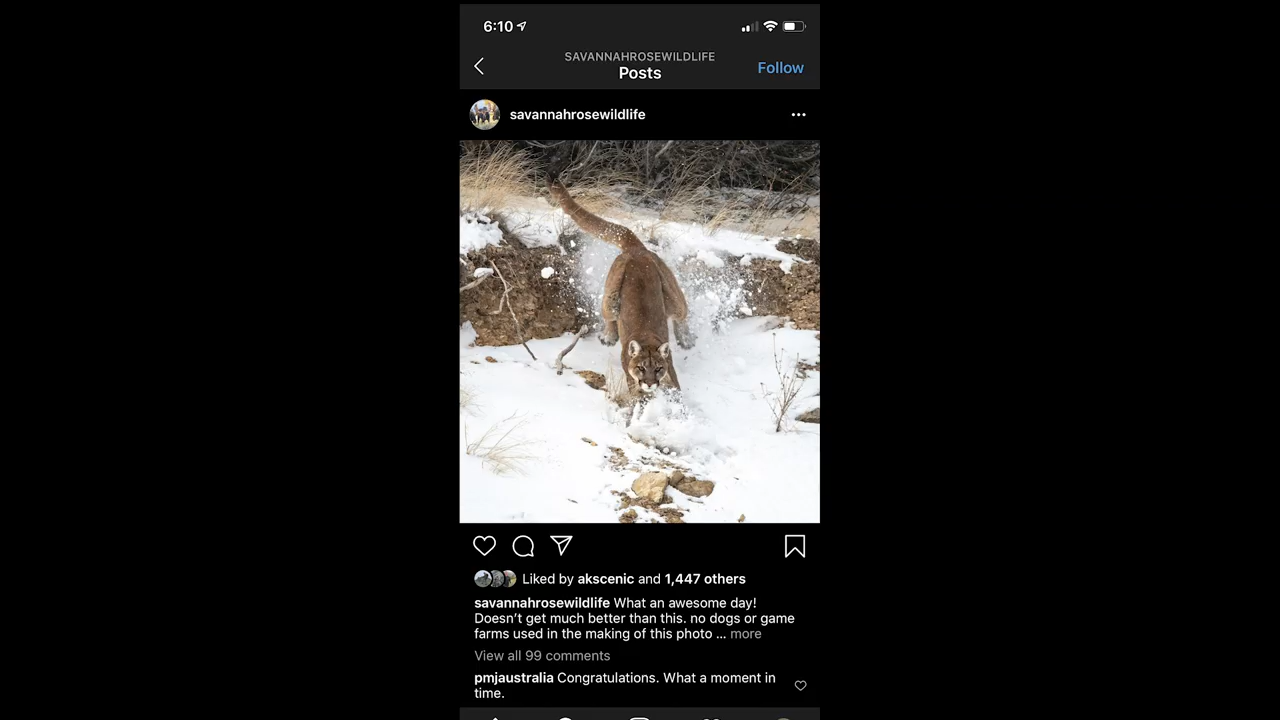 6:10
SAVANNAHROSEWILDLIFE
Posts
Follow
savannahrosewildlife
Liked by akscenic and 1,447 others
savannahrosewildlife What an awesome day!
Doesn’t get much better than this. no dogs or game
farms used in the making of this photo ... more
View all 99 comments
pmjaustralia Congratulations. What a moment in
time.